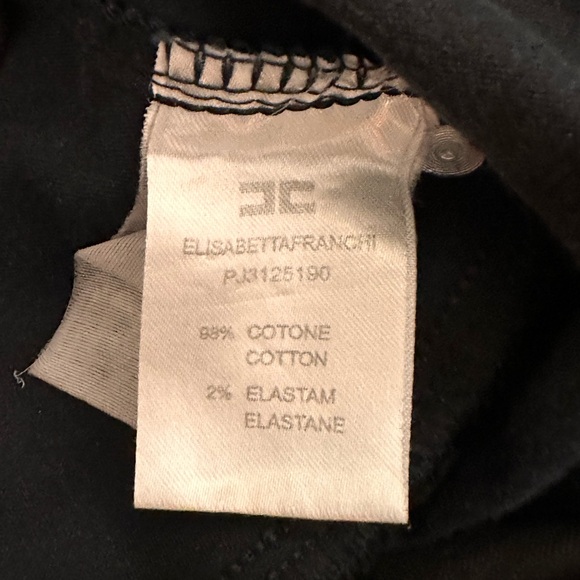 ELISABETTAFRANCHI
PJ3125190
98% COTONE
COTTON
2% ELASTAM
ELASTANE